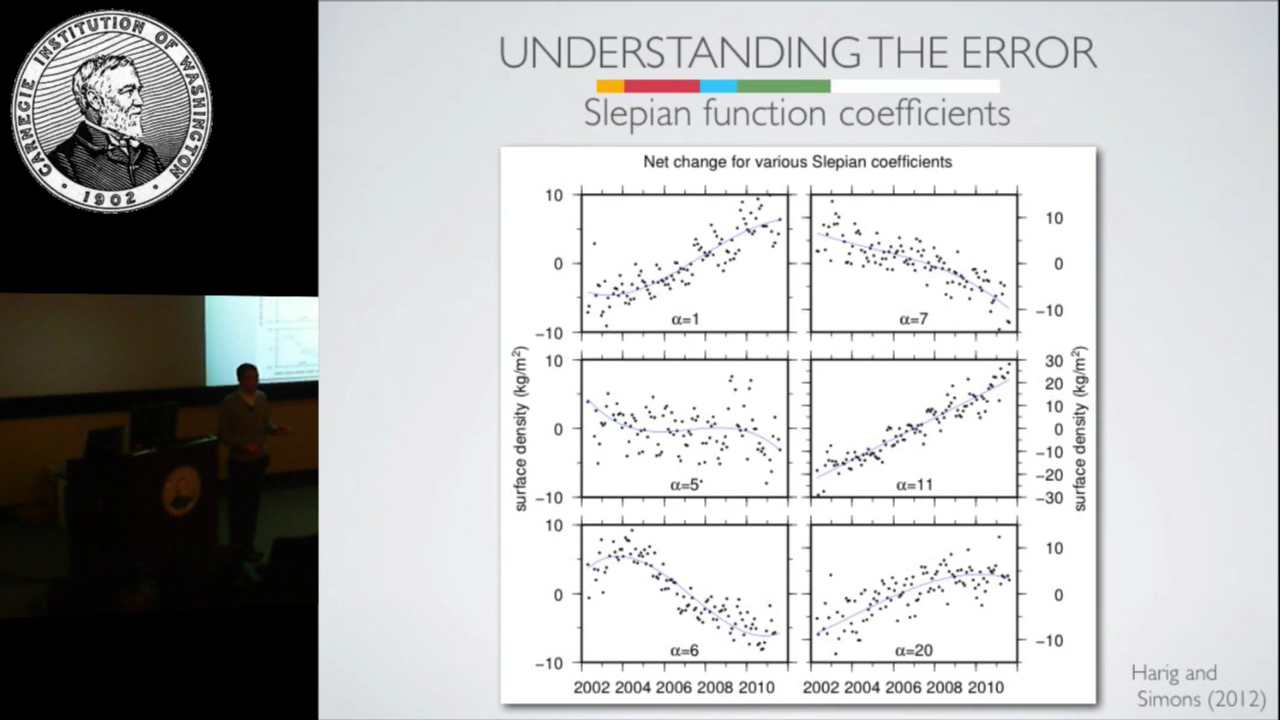 CARNEGIE INSTITUTION OF WASHINGTON
· 1902 ·
UNDERSTANDING THE ERROR
Slepian function coefficients
Net change for various Slepian coefficients
10
0
−10
α=1
10
0
−10
α=7
surface density (kg/m²)
10
0
−10
α=5
30
20
10
0
−10
−20
−30
α=11
surface density (kg/m²)
10
0
−10
α=6
10
0
−10
α=20
2002 2004 2006 2008 2010
2002 2004 2006 2008 2010
Harig and
Simons (2012)